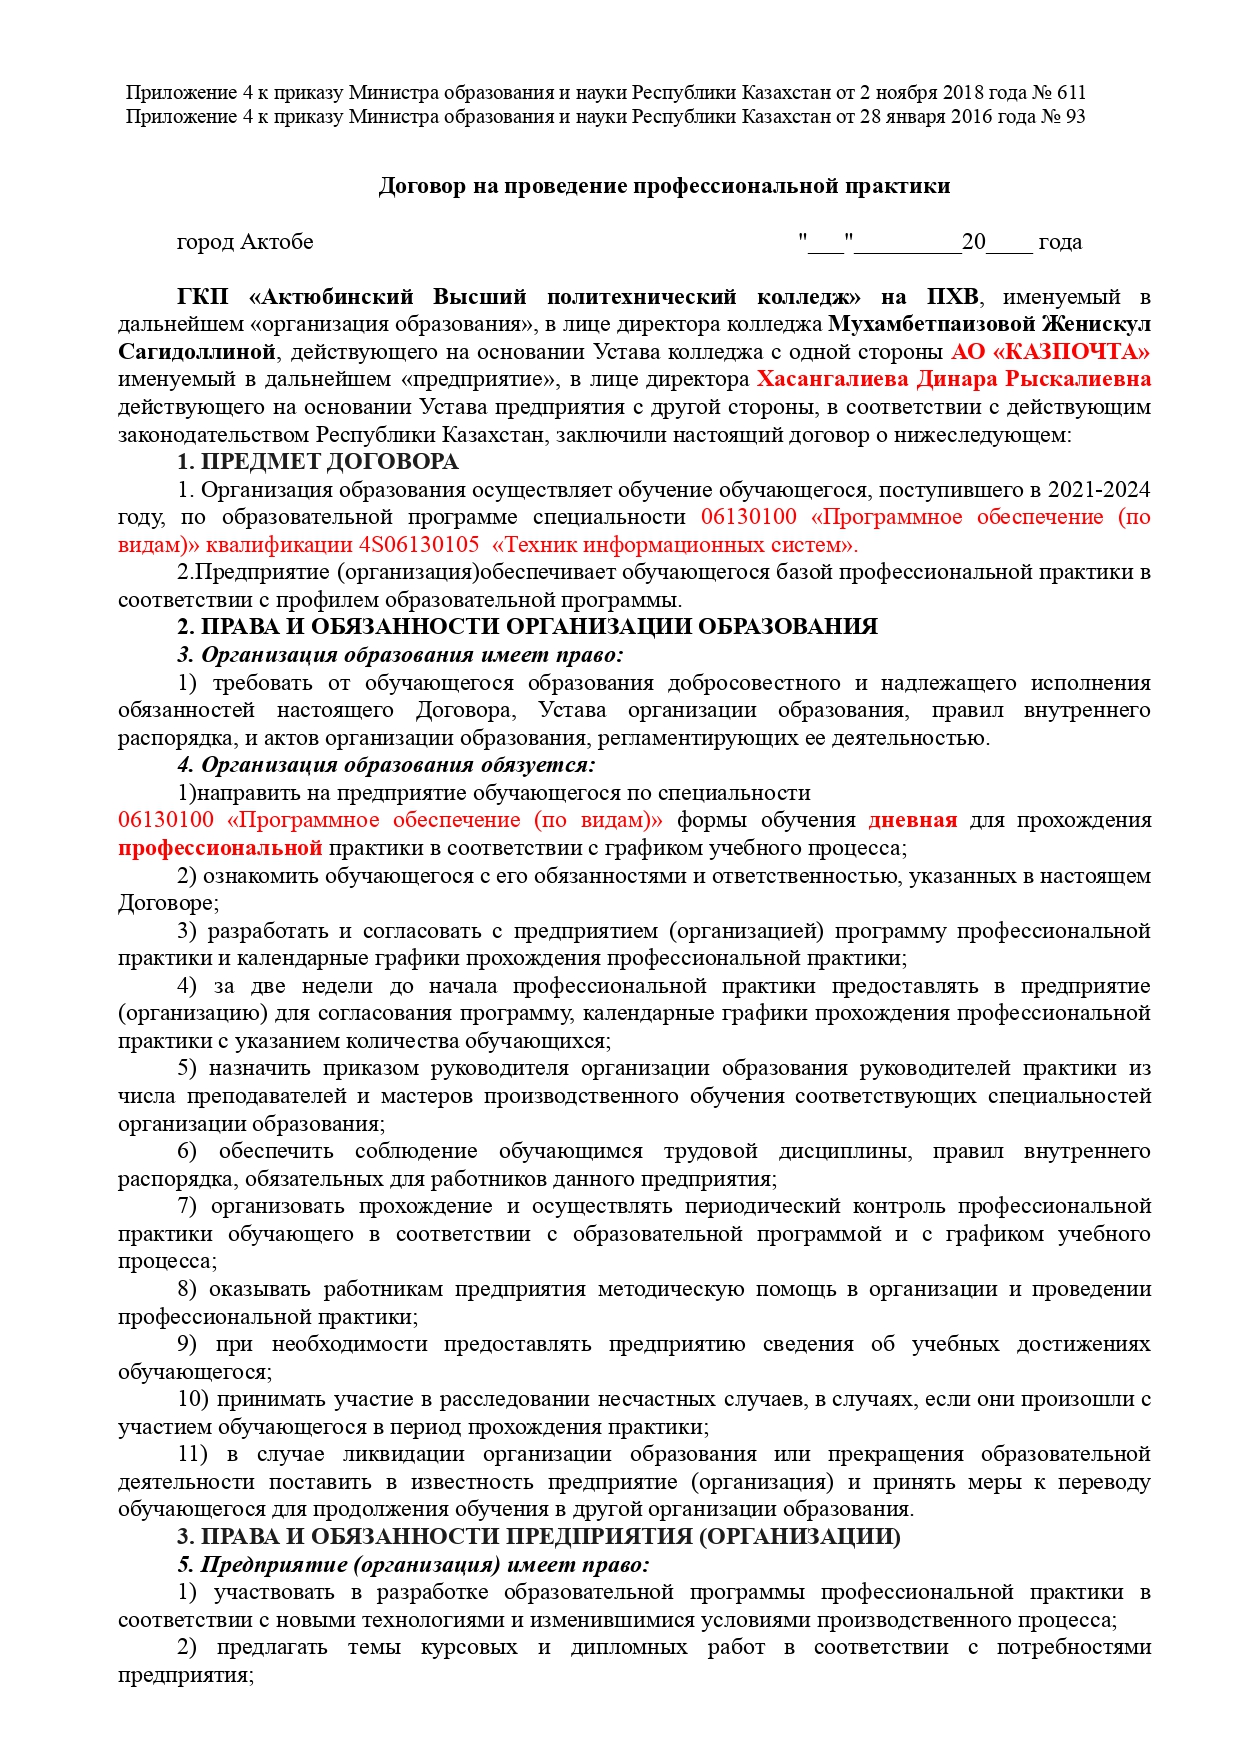 Приложение 4 к приказу Министра образования и науки Республики Казахстан от 2 ноября 2018 года № 611
Приложение 4 к приказу Министра образования и науки Республики Казахстан от 28 января 2016 года № 93
Договор на проведение профессиональной практики
город Актобе "___"_________20____ года
ГКП «Актюбинский Высший политехнический колледж» на ПХВ, именуемый в
дальнейшем «организация образования», в лице директора колледжа Мухамбетпаизовой Женискул
Сагидоллиной, действующего на основании Устава колледжа с одной стороны АО «КАЗПОЧТА»
именуемый в дальнейшем «предприятие», в лице директора Хасангалиева Динара Рыскалиевна
действующего на основании Устава предприятия с другой стороны, в соответствии с действующим
законодательством Республики Казахстан, заключили настоящий договор о нижеследующем:
1. ПРЕДМЕТ ДОГОВОРА
1. Организация образования осуществляет обучение обучающегося, поступившего в 2021-2024
году, по образовательной программе специальности 06130100 «Программное обеспечение (по
видам)» квалификации 4S06130105 «Техник информационных систем».
2.Предприятие (организация)обеспечивает обучающегося базой профессиональной практики в
соответствии с профилем образовательной программы.
2. ПРАВА И ОБЯЗАННОСТИ ОРГАНИЗАЦИИ ОБРАЗОВАНИЯ
3. Организация образования имеет право:
1) требовать от обучающегося образования добросовестного и надлежащего исполнения
обязанностей настоящего Договора, Устава организации образования, правил внутреннего
распорядка, и актов организации образования, регламентирующих ее деятельностью.
4. Организация образования обязуется:
1)направить на предприятие обучающегося по специальности
06130100 «Программное обеспечение (по видам)» формы обучения дневная для прохождения
профессиональной практики в соответствии с графиком учебного процесса;
2) ознакомить обучающегося с его обязанностями и ответственностью, указанных в настоящем
Договоре;
3) разработать и согласовать с предприятием (организацией) программу профессиональной
практики и календарные графики прохождения профессиональной практики;
4) за две недели до начала профессиональной практики предоставлять в предприятие
(организацию) для согласования программу, календарные графики прохождения профессиональной
практики с указанием количества обучающихся;
5) назначить приказом руководителя организации образования руководителей практики из
числа преподавателей и мастеров производственного обучения соответствующих специальностей
организации образования;
6) обеспечить соблюдение обучающимся трудовой дисциплины, правил внутреннего
распорядка, обязательных для работников данного предприятия;
7) организовать прохождение и осуществлять периодический контроль профессиональной
практики обучающего в соответствии с образовательной программой и с графиком учебного
процесса;
8) оказывать работникам предприятия методическую помощь в организации и проведении
профессиональной практики;
9) при необходимости предоставлять предприятию сведения об учебных достижениях
обучающегося;
10) принимать участие в расследовании несчастных случаев, в случаях, если они произошли с
участием обучающегося в период прохождения практики;
11) в случае ликвидации организации образования или прекращения образовательной
деятельности поставить в известность предприятие (организация) и принять меры к переводу
обучающегося для продолжения обучения в другой организации образования.
3. ПРАВА И ОБЯЗАННОСТИ ПРЕДПРИЯТИЯ (ОРГАНИЗАЦИИ)
5. Предприятие (организация) имеет право:
1) участвовать в разработке образовательной программы профессиональной практики в
соответствии с новыми технологиями и изменившимися условиями производственного процесса;
2) предлагать темы курсовых и дипломных работ в соответствии с потребностями
предприятия;